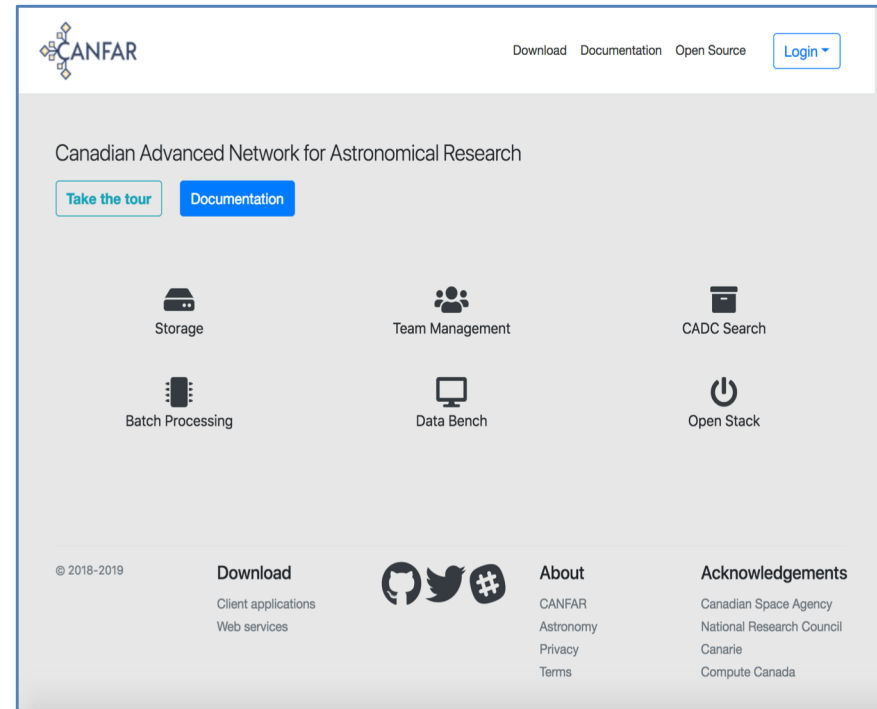 CANFAR
Download Documentation Open Source Login
Canadian Advanced Network for Astronomical Research
Take the tour Documentation
Storage Team Management CADC Search
Batch Processing Data Bench Open Stack
© 2018-2019
Download
Client applications
Web services
About
CANFAR
Astronomy
Privacy
Terms
Acknowledgements
Canadian Space Agency
National Research Council
Canarie
Compute Canada